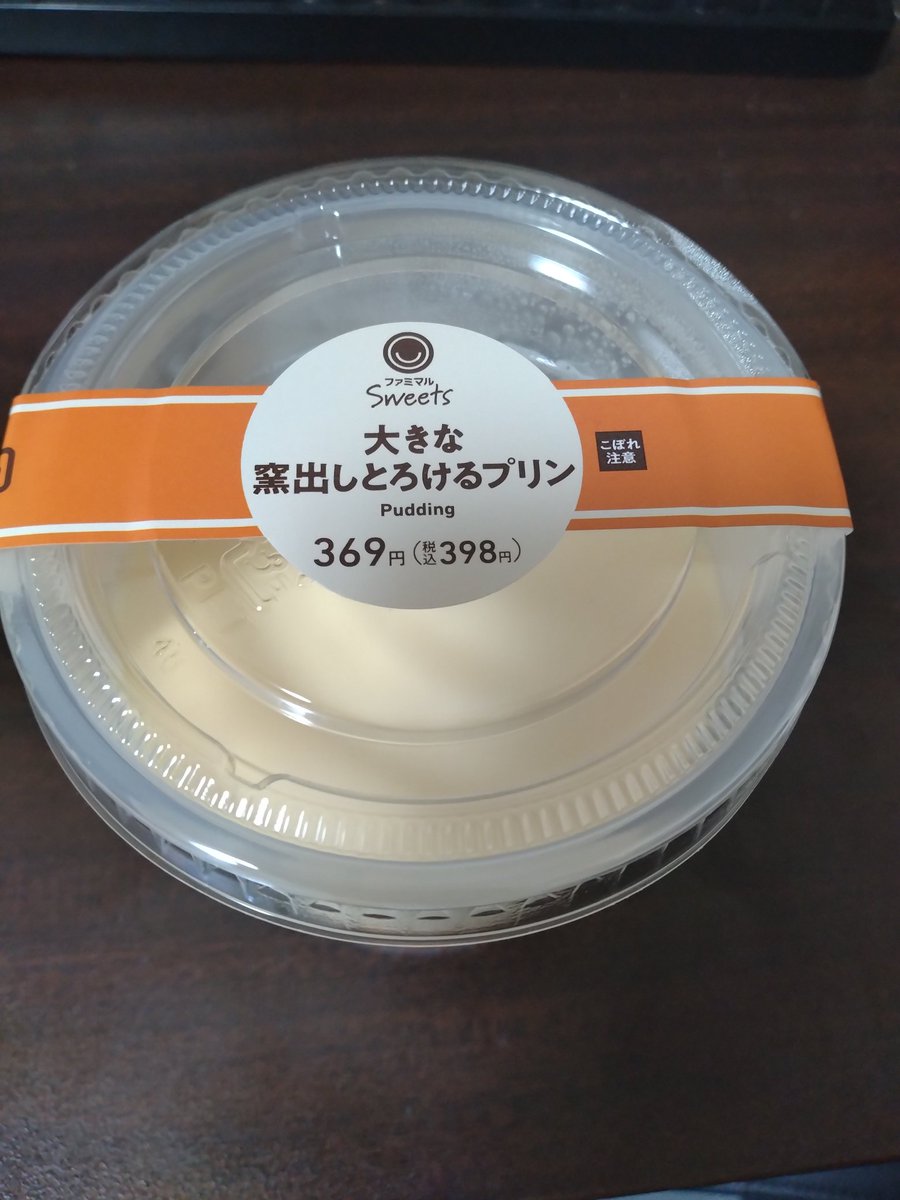 ファミマル
Sweets
大きな
窯出しとろけるプリン
Pudding
369円(税込398円)
こぼれ
注意